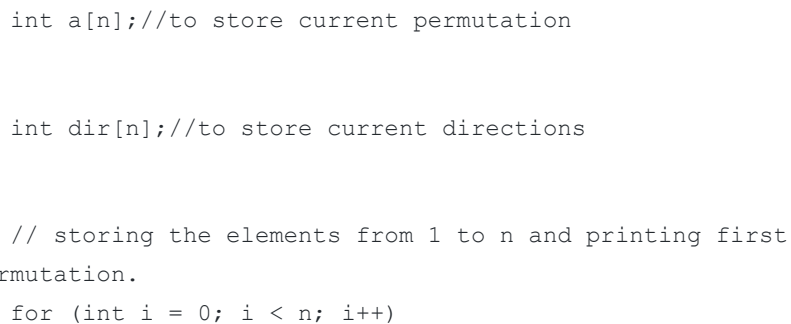 int a[n];//to store current permutation
int dir[n];//to store current directions
// storing the elements from 1 to n and printing first
rmutation.
for (int i = 0; i < n; i++)